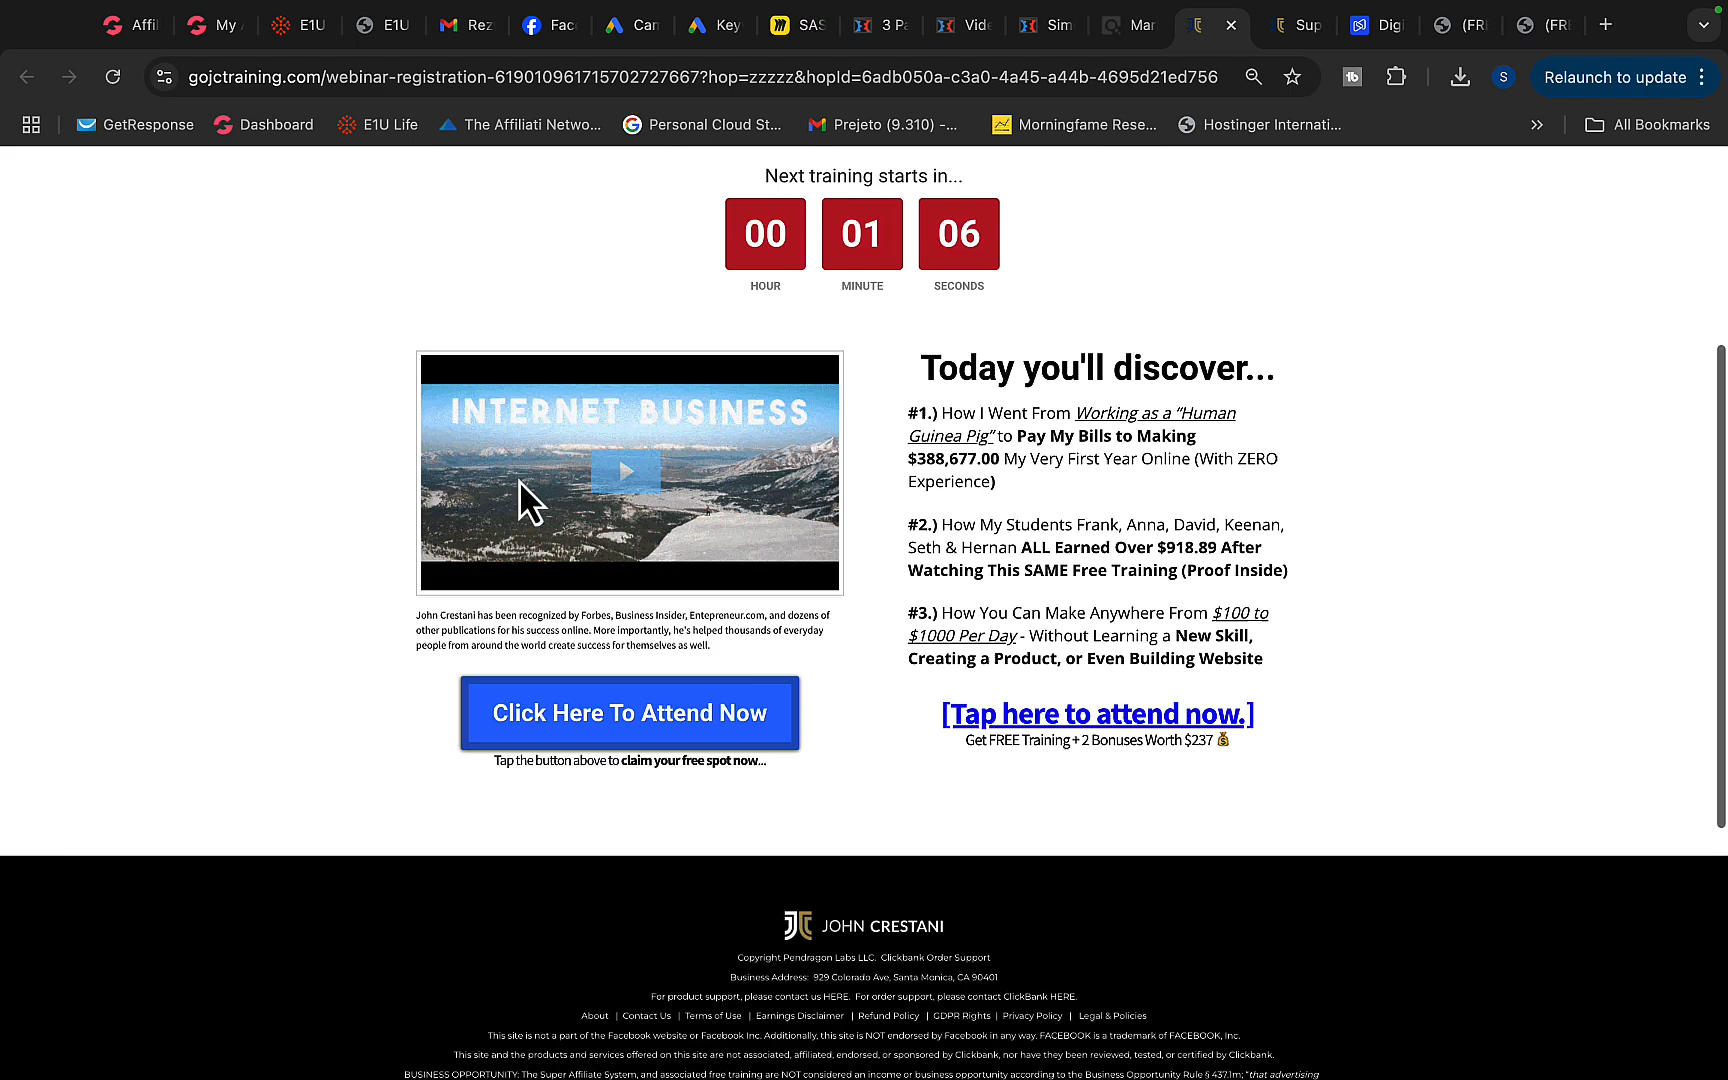 Affil
My
E1U
E1U
Rez
Face
Can
Key
SAS
3 Pa
Vide
Sim
Mar
Sup
Digi
(FRE
(FRE
gojctraining.com/webinar-registration-619010961715702727667?hop=zzzzz&hopId=6adb050a-c3a0-4a45-a44b-4695d21ed756
S
Relaunch to update
GetResponse
Dashboard
E1U Life
The Affiliati Netwo...
Personal Cloud St...
Prejeto (9.310) -...
Morningfame Rese...
Hostinger Internati...
All Bookmarks
Next training starts in...
00 01 06
HOUR MINUTE SECONDS
INTERNET BUSINESS
John Crestani has been recognized by Forbes, Business Insider, Entepreneur.com, and dozens of
other publications for his success online. More importantly, he's helped thousands of everyday
people from around the world create success for themselves as well.
Click Here To Attend Now
Tap the button above to claim your free spot now...
Today you'll discover...
#1.) How I Went From Working as a “Human
Guinea Pig” to Pay My Bills to Making
$388,677.00 My Very First Year Online (With ZERO
Experience)
#2.) How My Students Frank, Anna, David, Keenan,
Seth & Hernan ALL Earned Over $918.89 After
Watching This SAME Free Training (Proof Inside)
#3.) How You Can Make Anywhere From $100 to
$1000 Per Day - Without Learning a New Skill,
Creating a Product, or Even Building Website
[Tap here to attend now.]
Get FREE Training + 2 Bonuses Worth $237 💰
JOHN CRESTANI
Copyright Pendragon Labs LLC. Clickbank Order Support
Business Address: 929 Colorado Ave, Santa Monica, CA 90401
For product support, please contact us HERE. For order support, please contact ClickBank HERE.
About | Contact Us | Terms of Use | Earnings Disclaimer | Refund Policy | GDPR Rights | Privacy Policy | Legal & Policies
This site is not a part of the Facebook website or Facebook Inc. Additionally, this site is NOT endorsed by Facebook in any way. FACEBOOK is a trademark of FACEBOOK, Inc.
This site and the products and services offered on this site are not associated, affiliated, endorsed, or sponsored by Clickbank, nor have they been reviewed, tested, or certified by Clickbank.
BUSINESS OPPORTUNITY: The Super Affiliate System, and associated free training are NOT considered an income or business opportunity according to the Business Opportunity Rule § 437.1m; "that advertising